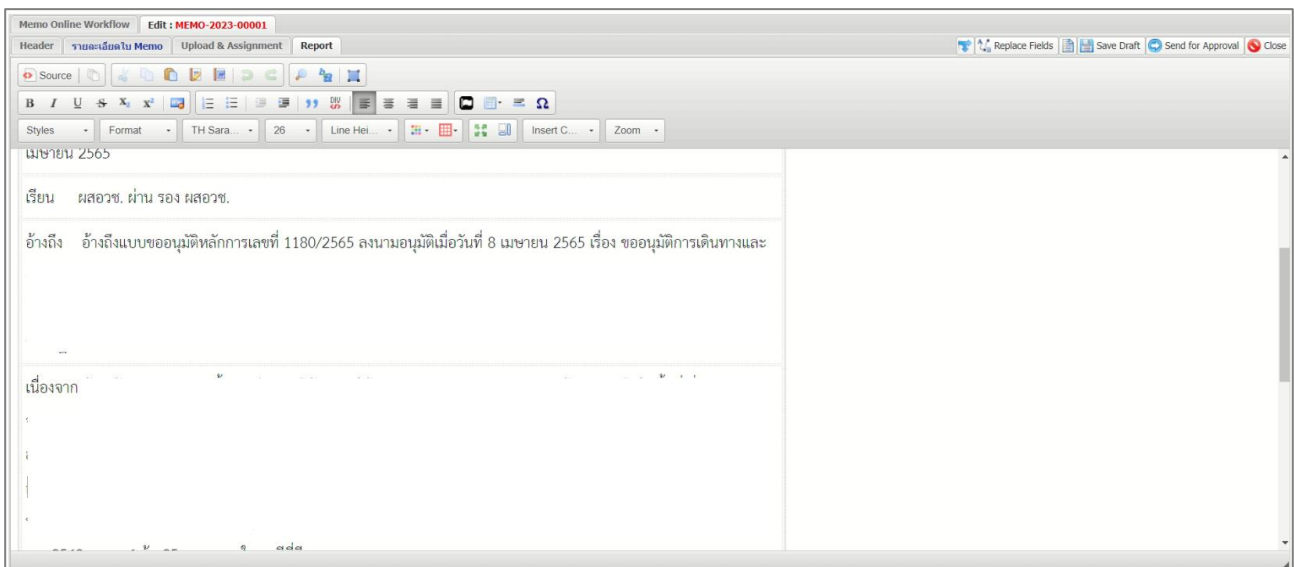 Memo Online Workflow Edit : MEMO-2023-00001
Header รายละเอียดใบ Memo Upload & Assignment Report Replace Fields Save Draft Send for Approval Close
Source
B I U S X₂ x² DIV Ω
Styles Format TH Sara... 26 Line Hei... Insert C... Zoom
เมษายน 2565
เรียน ผสอวช. ผ่าน รอง ผสอวช.
อ้างถึง อ้างถึงแบบขออนุมัติหลักการเลขที่ 1180/2565 ลงนามอนุมัติเมื่อวันที่ 8 เมษายน 2565 เรื่อง ขออนุมัติการเดินทางและ
เนื่องจาก